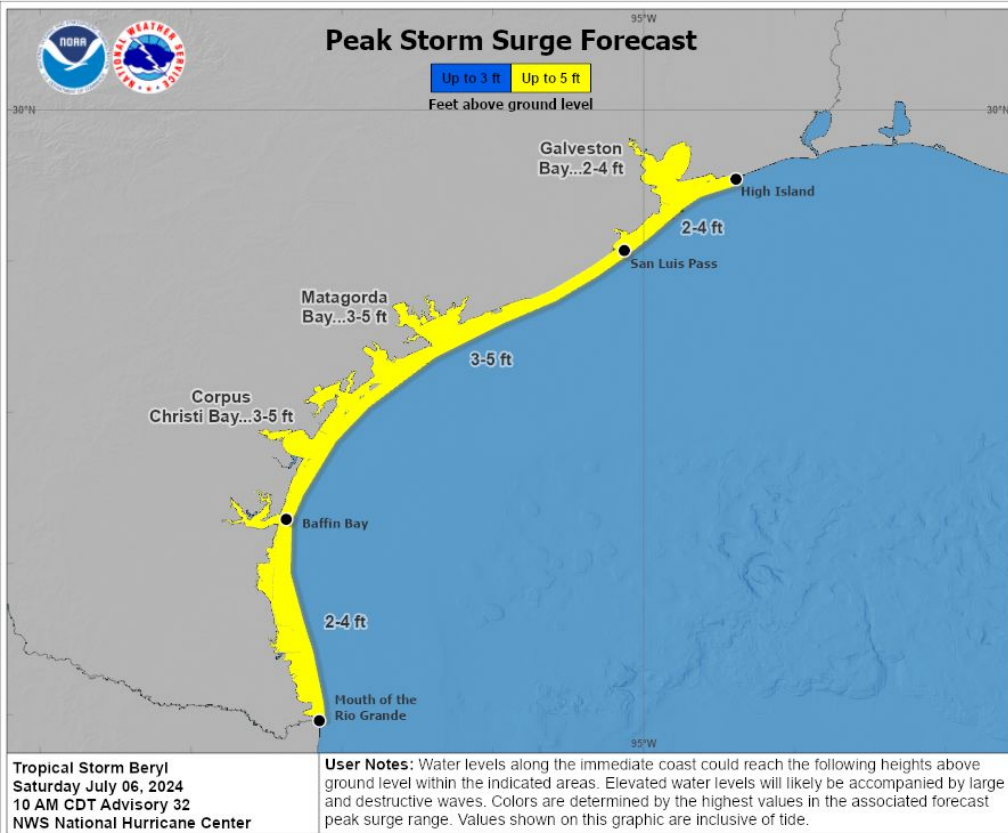 NOAA
NATIONAL WEATHER SERVICE
95°W
Peak Storm Surge Forecast
Up to 3 ft
Up to 5 ft
Feet above ground level
30°N
30°N
Galveston
Bay...2-4 ft
High Island
2-4 ft
San Luis Pass
Matagorda
Bay...3-5 ft
3-5 ft
Corpus
Christi Bay...3-5 ft
Baffin Bay
2-4 ft
Mouth of the
Rio Grande
95°W
Tropical Storm Beryl
Saturday July 06, 2024
10 AM CDT Advisory 32
NWS National Hurricane Center
User Notes: Water levels along the immediate coast could reach the following heights above
ground level within the indicated areas. Elevated water levels will likely be accompanied by large
and destructive waves. Colors are determined by the highest values in the associated forecast
peak surge range. Values shown on this graphic are inclusive of tide.